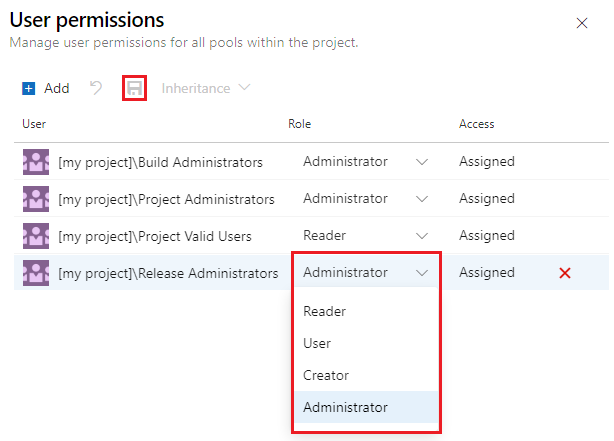 User permissions
Manage user permissions for all pools within the project.
Add Inheritance
User Role Access
[my project]\Build Administrators Administrator Assigned
[my project]\Project Administrators Administrator Assigned
[my project]\Project Valid Users Reader Assigned
[my project]\Release Administrators Administrator Assigned
Reader
User
Creator
Administrator